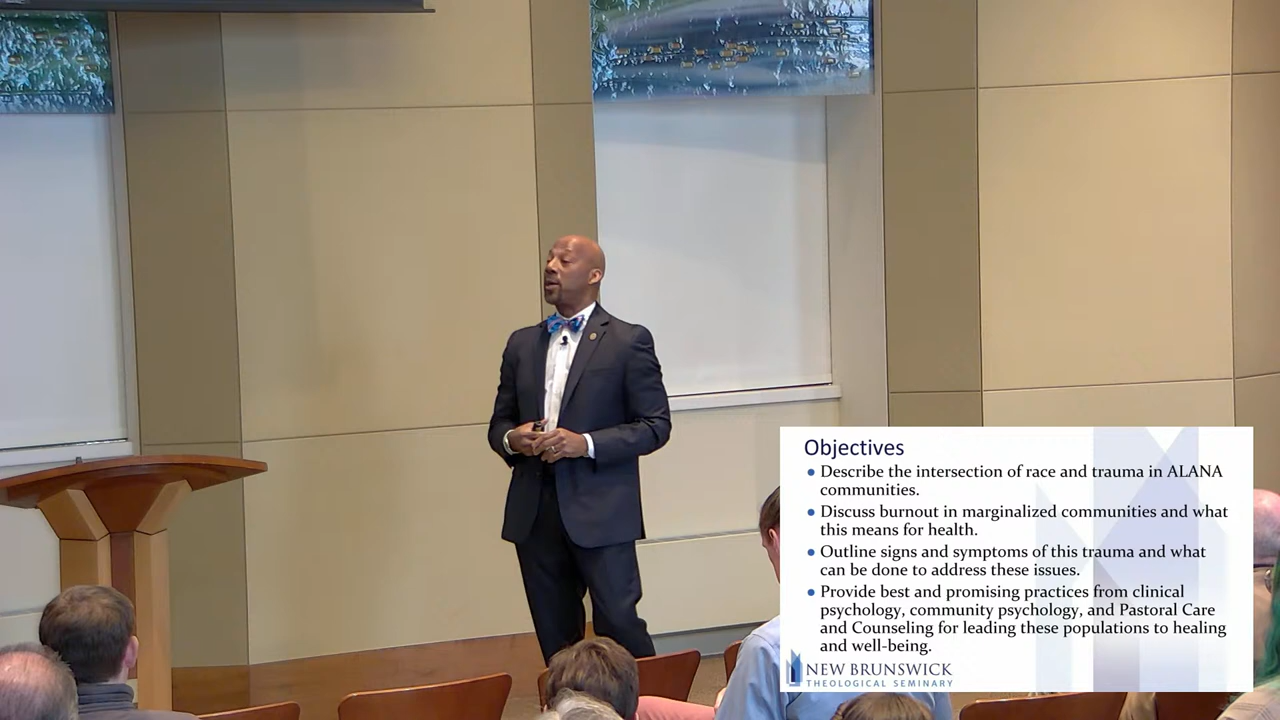 Objectives
• Describe the intersection of race and trauma in ALANA
communities.
• Discuss burnout in marginalized communities and what
this means for health.
• Outline signs and symptoms of this trauma and what
can be done to address these issues.
• Provide best and promising practices from clinical
psychology, community psychology, and Pastoral Care
and Counseling for leading these populations to healing
and well-being.
NEW BRUNSWICK
THEOLOGICAL SEMINARY